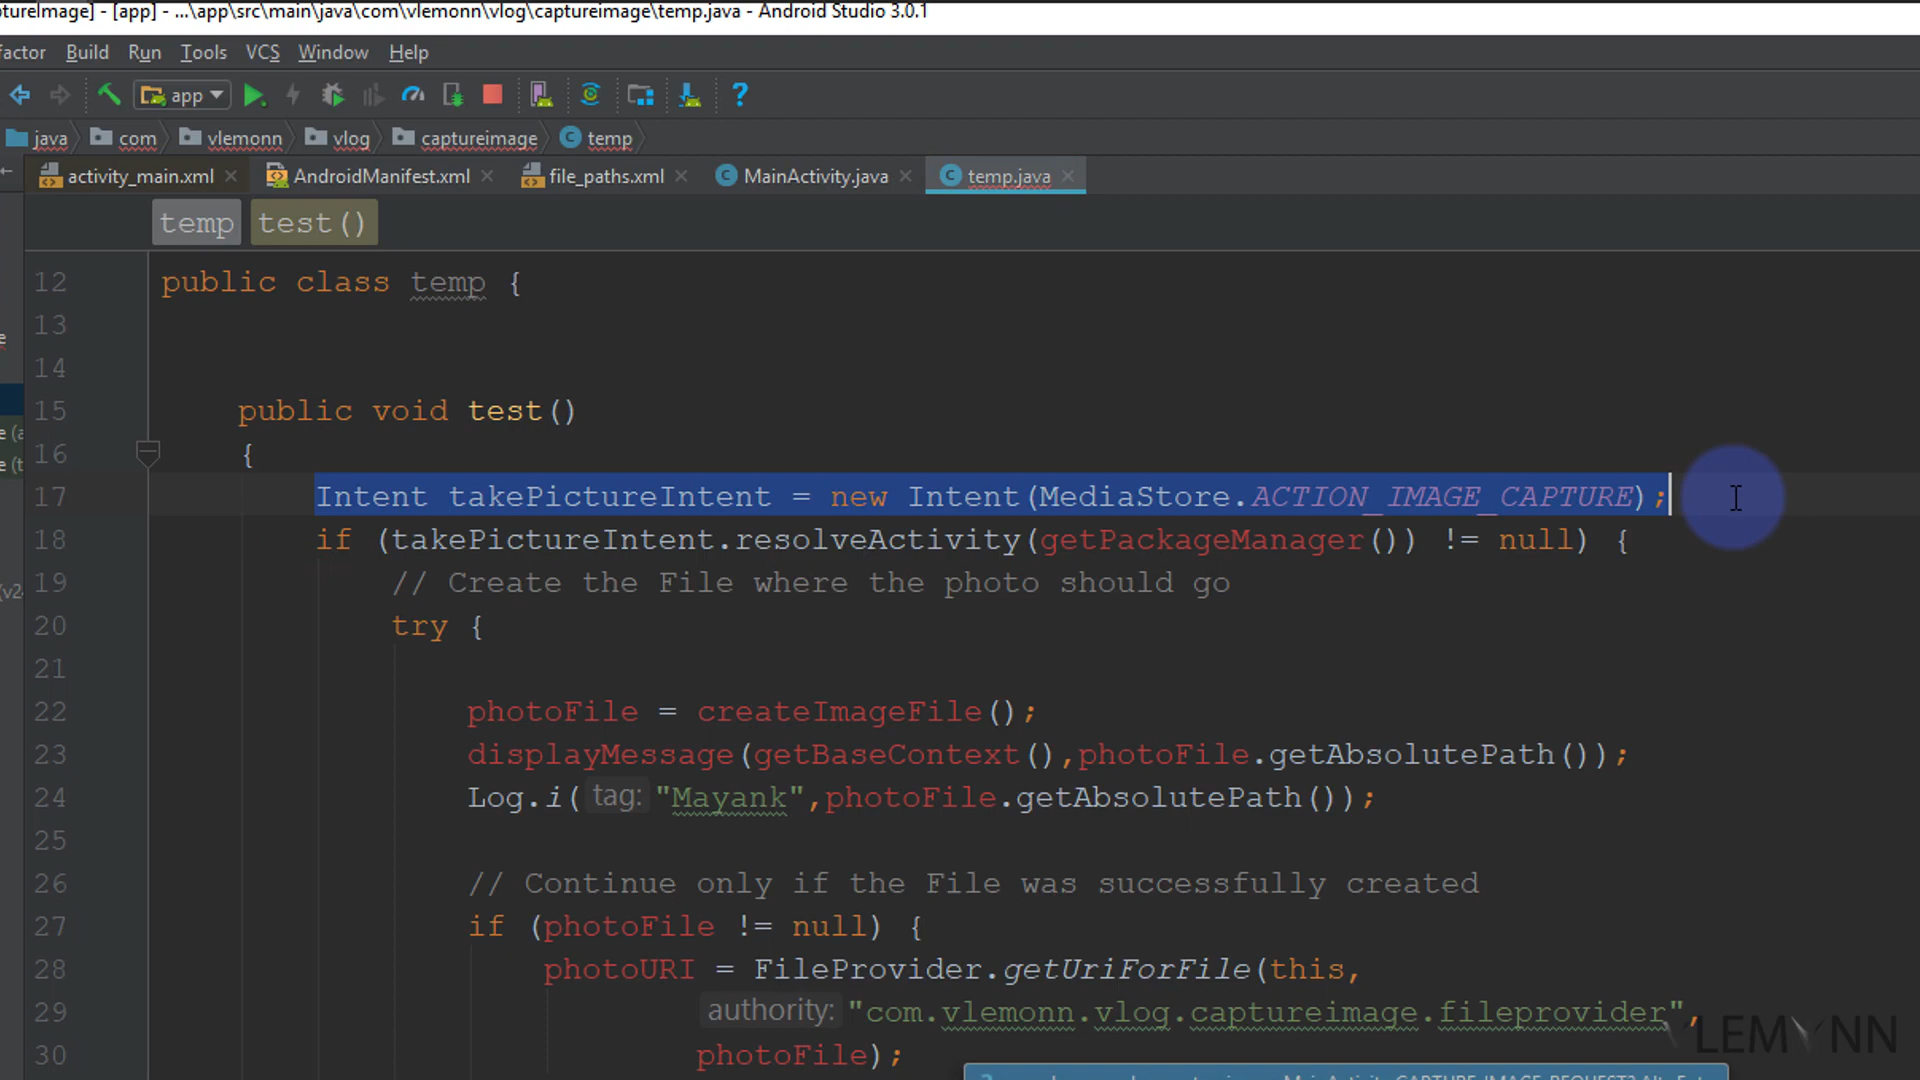 ptureImage] - [app] - ...\app\src\main\java\com\vlemonn\vlog\captureimage\temp.java - Android Studio 3.0.1
factor Build Run Tools VCS Window Help
app
java com vlemonn vlog captureimage temp
activity_main.xml AndroidManifest.xml file_paths.xml MainActivity.java temp.java
temp test()
12 public class temp {
13
14
15 public void test()
16 {
17 Intent takePictureIntent = new Intent(MediaStore.ACTION_IMAGE_CAPTURE);
18 if (takePictureIntent.resolveActivity(getPackageManager()) != null) {
19 // Create the File where the photo should go
20 try {
21
22 photoFile = createImageFile();
23 displayMessage(getBaseContext(),photoFile.getAbsolutePath());
24 Log.i( tag: "Mayank",photoFile.getAbsolutePath());
25
26 // Continue only if the File was successfully created
27 if (photoFile != null) {
28 photoURI = FileProvider.getUriForFile(this,
29 authority: "com.vlemonn.vlog.captureimage.fileprovider",
30 photoFile);